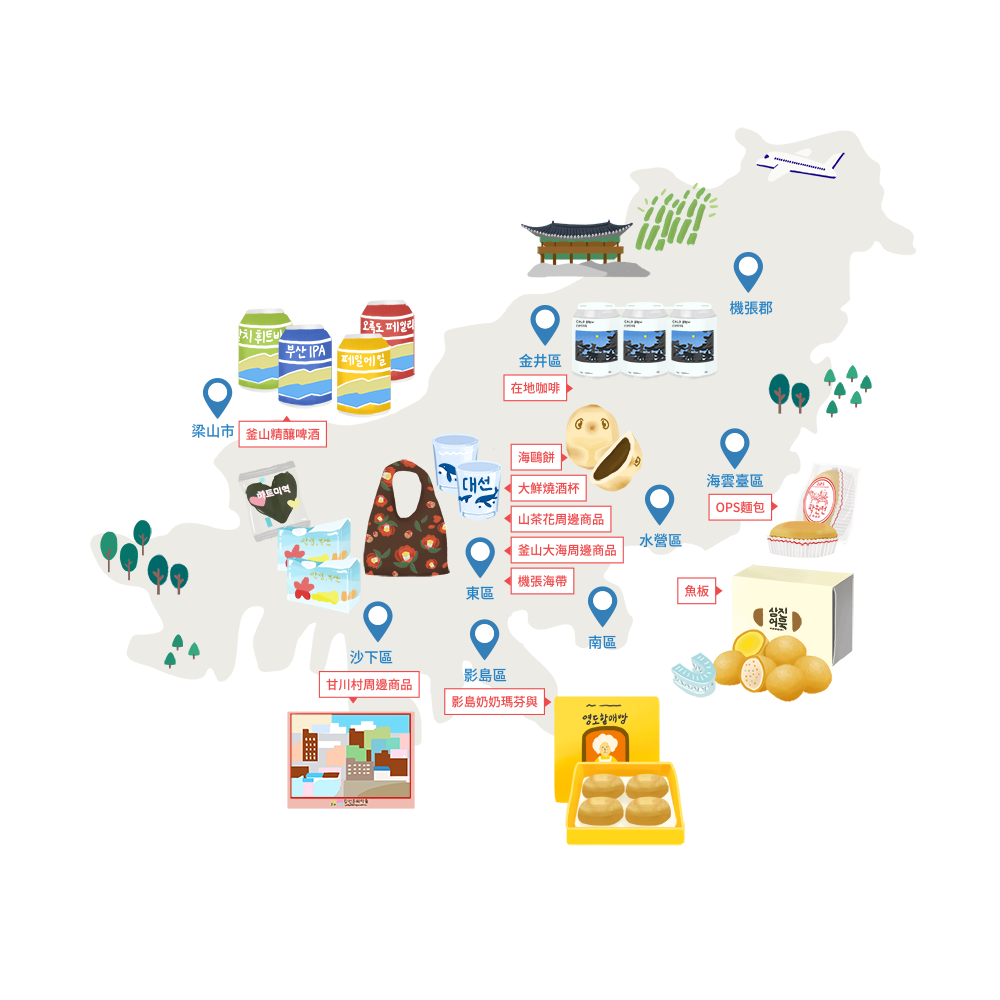 機張郡
金井區
在地咖啡
오륙도 페일리
부산 IPA
페일에일
梁山市
釜山精釀啤酒
海鷗餅
大鮮燒酒杯
대선
山茶花周邊商品
釜山大海周邊商品
機張海帶
東區
海雲臺區
OPS麵包
水營區
하트미역
魚板
삼진
어묵
南區
沙下區
甘川村周邊商品
影島區
影島奶奶瑪芬與
영도할매빵